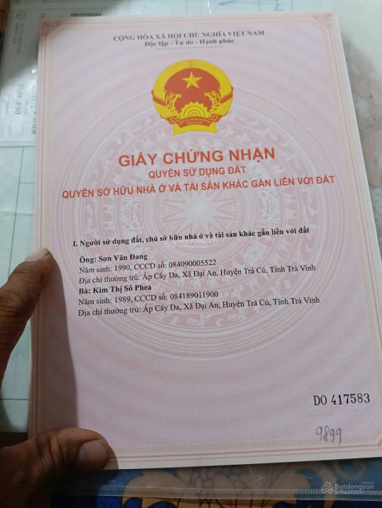 CỘNG HÒA XÃ HỘI CHỦ NGHĨA VIỆT NAM
Độc lập - Tự do - Hạnh phúc
GIẤY CHỨNG NHẬN
QUYỀN SỬ DỤNG ĐẤT
QUYỀN SỞ HỮU NHÀ Ở VÀ TÀI SẢN KHÁC GẮN LIỀN VỚI ĐẤT
I. Người sử dụng đất, chủ sở hữu nhà ở và tài sản khác gắn liền với đất
Ông: Sơn Văn Đang
Năm sinh: 1990, CCCD số: 084090005522
Địa chỉ thường trú: Ấp Cây Da, Xã Đại An, Huyện Trà Cú, Tỉnh Trà Vinh
Bà: Kim Thị Sô Phea
Năm sinh: 1989, CCCD số: 084189011900
Địa chỉ thường trú: Ấp Cây Da, Xã Đại An, Huyện Trà Cú, Tỉnh Trà Vinh
DO 417583
9899
Batdongsan